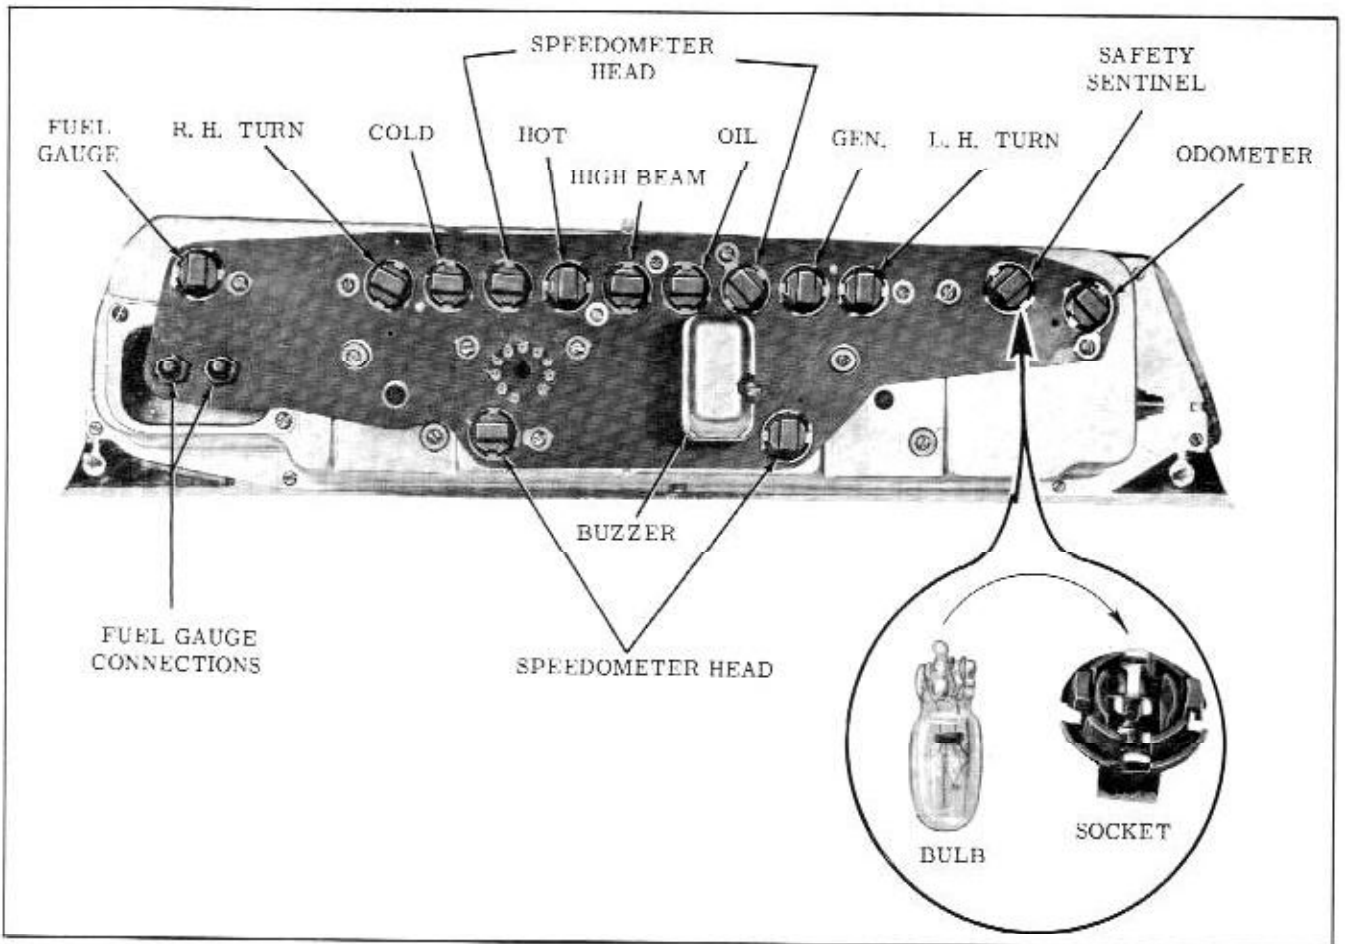 SPEEDOMETER
HEAD
SAFETY
SENTINEL
FUEL
GAUGE
R. H. TURN
COLD
HOT
HIGH BEAM
OIL
GEN.
L. H. TURN
ODOMETER
BUZZER
FUEL GAUGE
CONNECTIONS
SPEEDOMETER HEAD
BULB
SOCKET